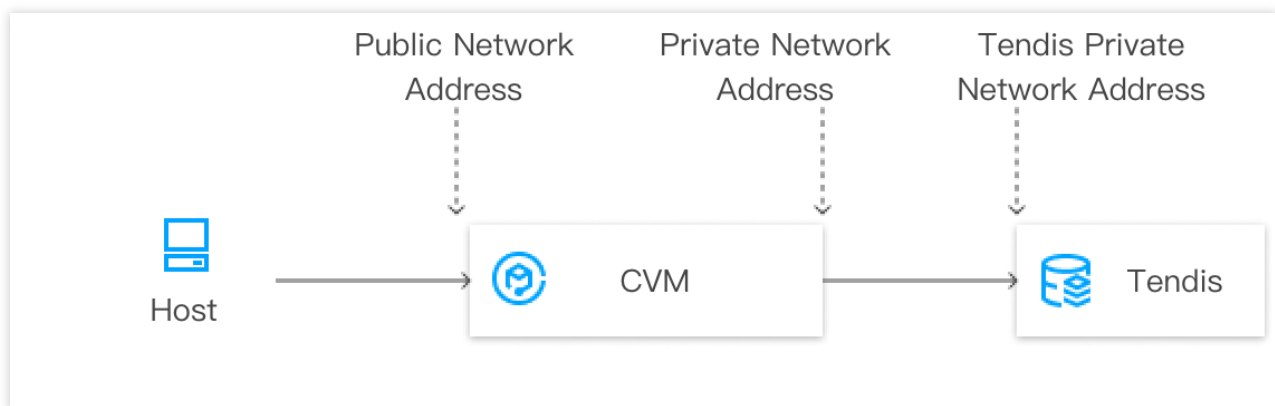 Public Network
Address
Private Network
Address
Tendis Private
Network Address
Host
CVM
Tendis